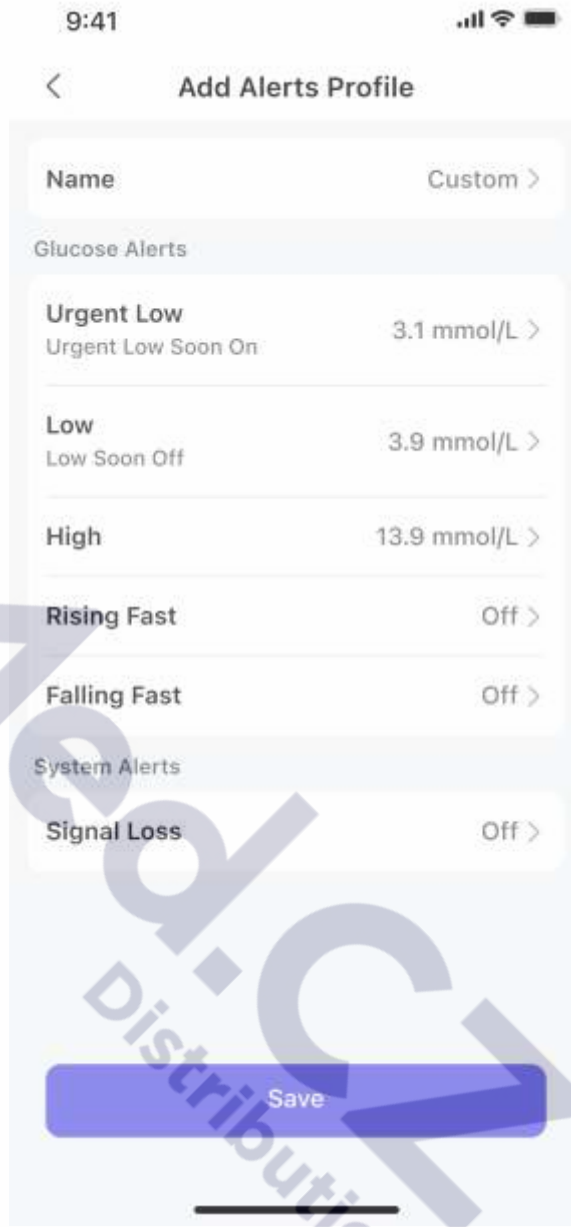 9:41
Add Alerts Profile
Name Custom
Glucose Alerts
Urgent Low 3.1 mmol/L
Urgent Low Soon On
Low 3.9 mmol/L
Low Soon Off
High 13.9 mmol/L
Rising Fast Off
Falling Fast Off
System Alerts
Signal Loss Off
Save